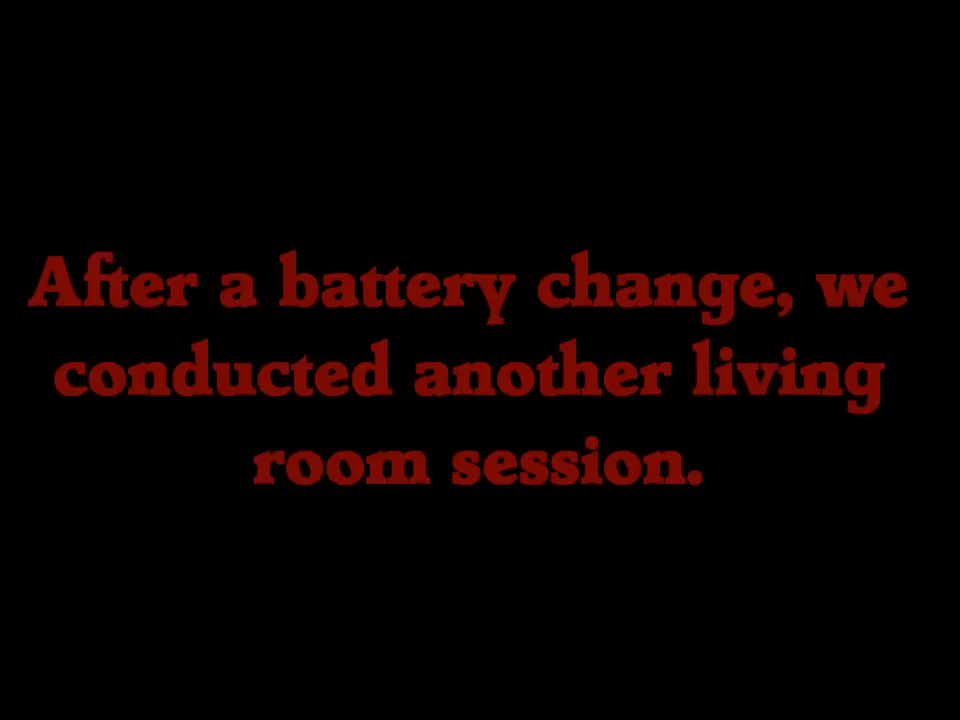 After a battery change, we
conducted another living
room session.